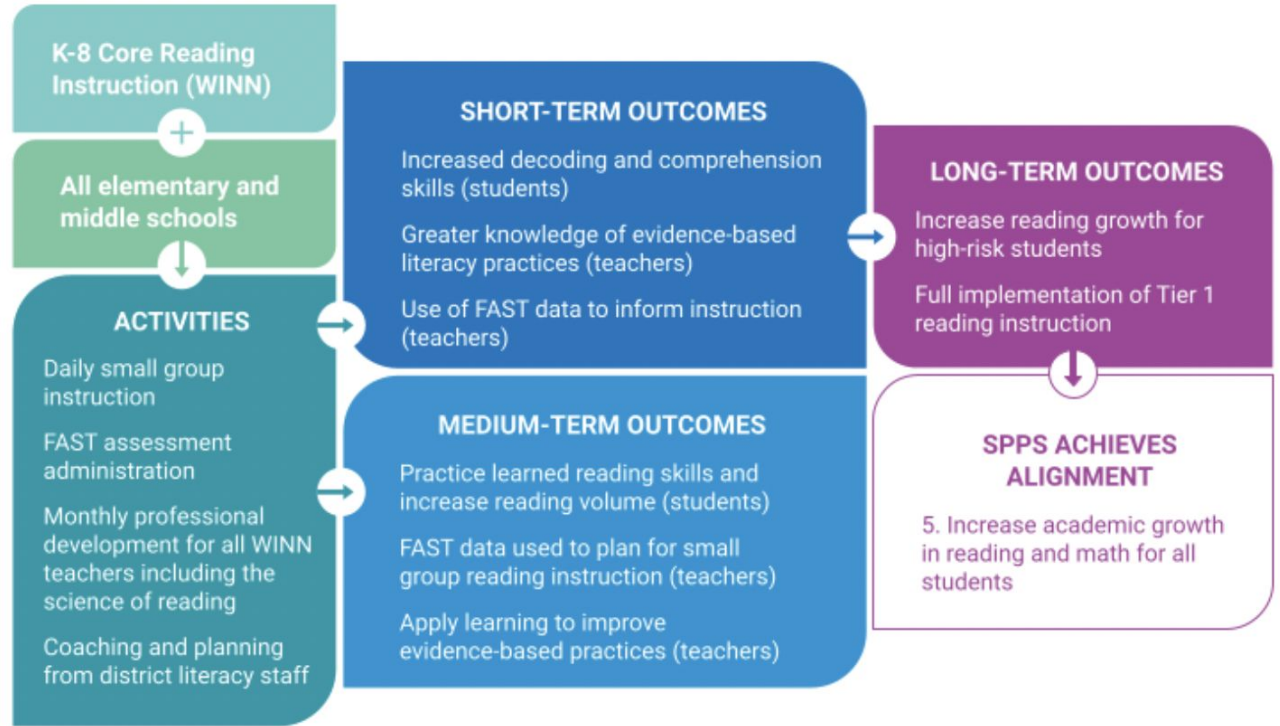 K-8 Core Reading
Instruction (WINN)
+
All elementary and
middle schools
ACTIVITIES
Daily small group
instruction
FAST assessment
administration
Monthly professional
development for all WINN
teachers including the
science of reading
Coaching and planning
from district literacy staff
SHORT-TERM OUTCOMES
Increased decoding and comprehension
skills (students)
Greater knowledge of evidence-based
literacy practices (teachers)
Use of FAST data to inform instruction
(teachers)
MEDIUM-TERM OUTCOMES
Practice learned reading skills and
increase reading volume (students)
FAST data used to plan for small
group reading instruction (teachers)
Apply learning to improve
evidence-based practices (teachers)
LONG-TERM OUTCOMES
Increase reading growth for
high-risk students
Full implementation of Tier 1
reading instruction
SPPS ACHIEVES
ALIGNMENT
5. Increase academic growth
in reading and math for all
students